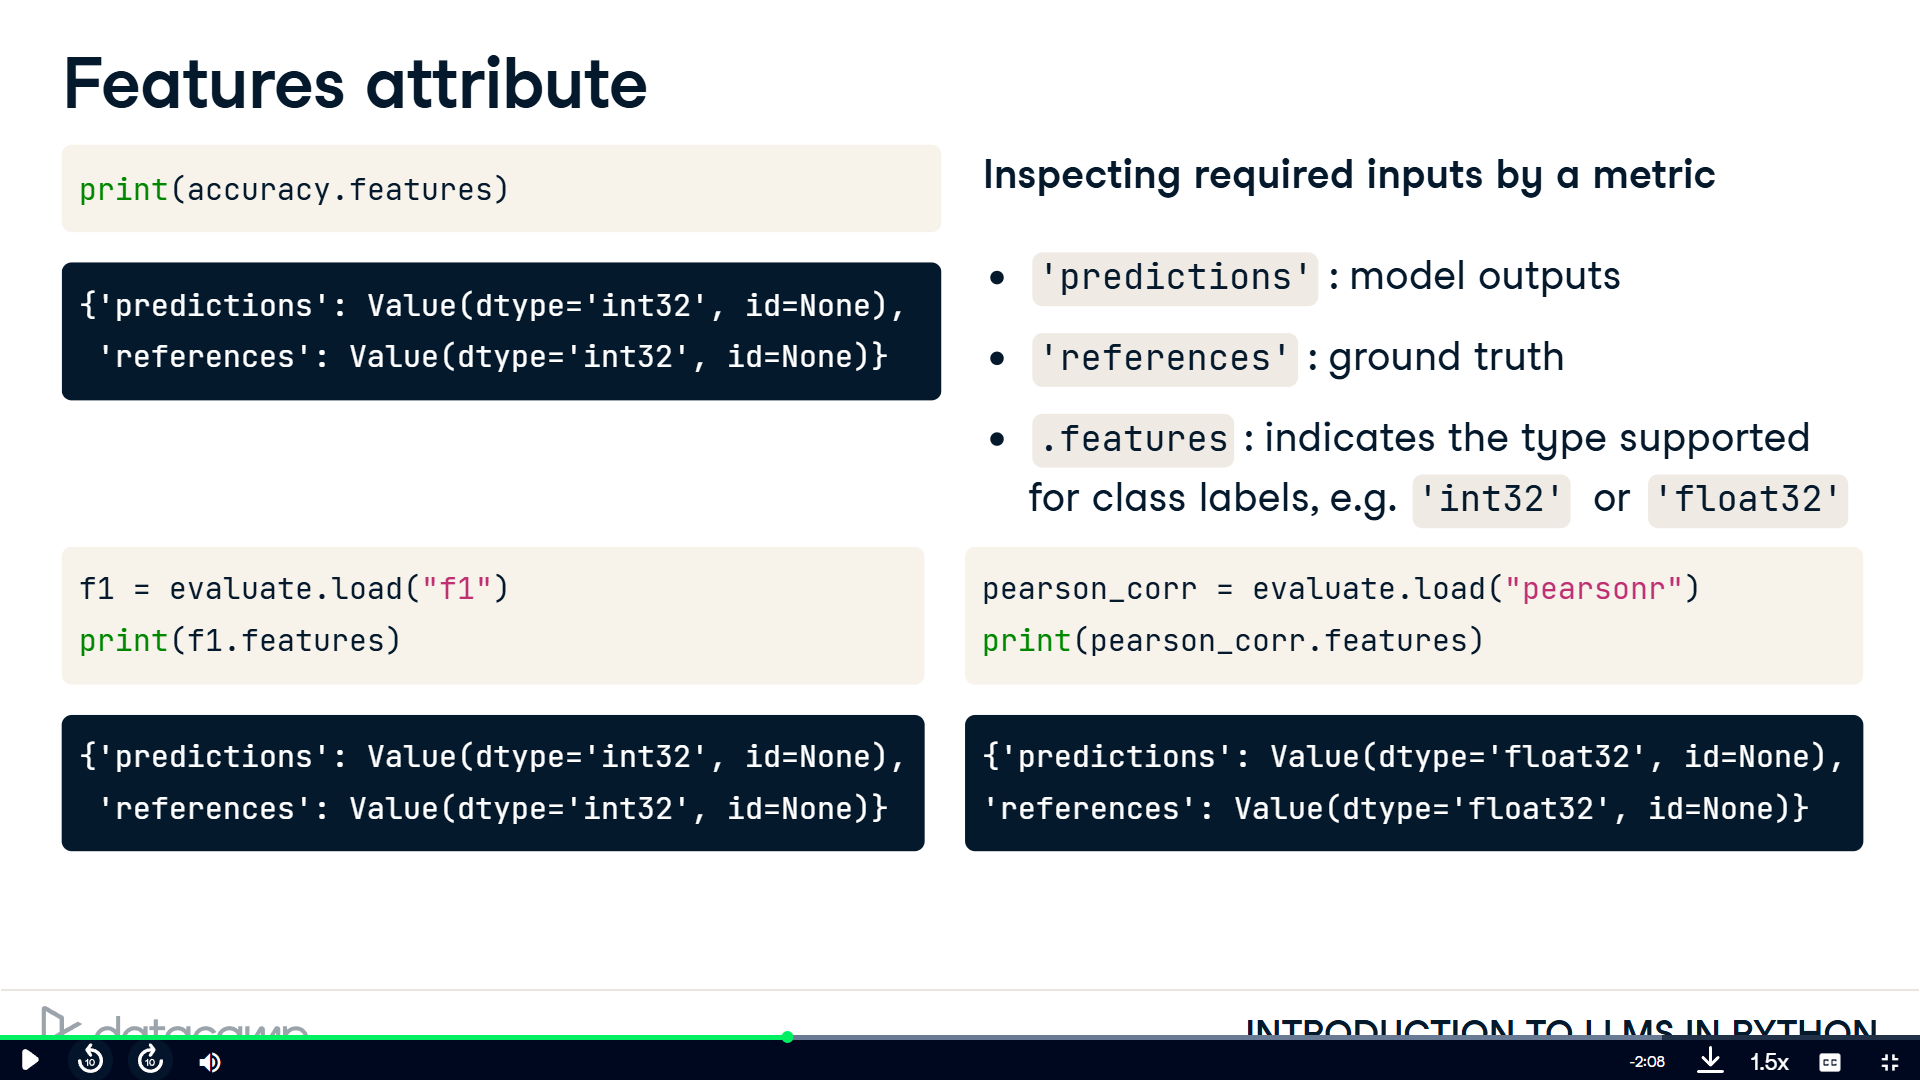 Features attribute
print(accuracy.features)
{'predictions': Value(dtype='int32', id=None),
'references': Value(dtype='int32', id=None)}
Inspecting required inputs by a metric
• 'predictions' : model outputs
• 'references' : ground truth
• .features : indicates the type supported
for class labels, e.g. 'int32' or 'float32'
f1 = evaluate.load("f1")
print(f1.features)
{'predictions': Value(dtype='int32', id=None),
'references': Value(dtype='int32', id=None)}
pearson_corr = evaluate.load("pearsonr")
print(pearson_corr.features)
{'predictions': Value(dtype='float32', id=None),
'references': Value(dtype='float32', id=None)}
datacamp
INTRODUCTION TO LLMS IN PYTHON
10
10
-2:08
1.5x
CC